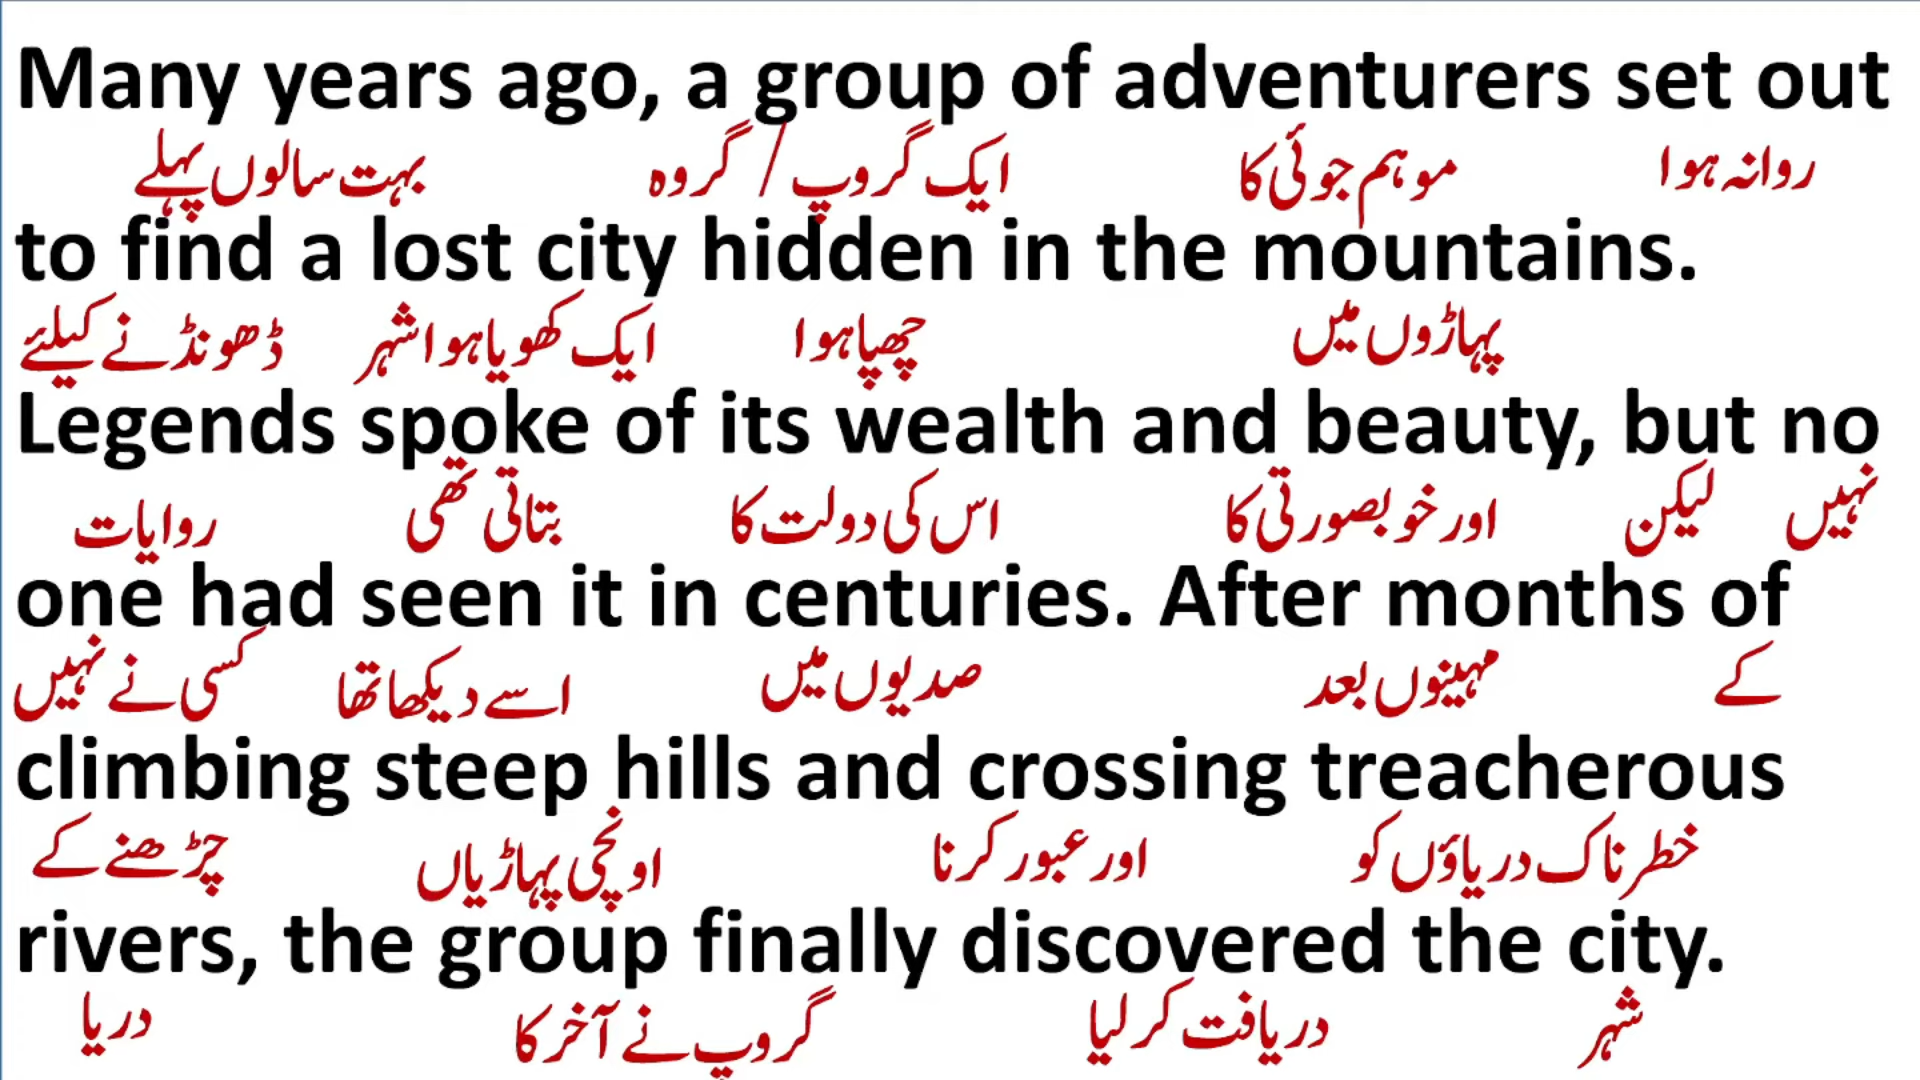 Many years ago, a group of adventurers set out
بہت سالوں پہلے ایک گروپ / گروہ موہم جوئی کا روانہ ہوا
to find a lost city hidden in the mountains.
ڈھونڈنے کیلئے ایک کھویا ہوا شہر چھپا ہوا پہاڑوں میں
Legends spoke of its wealth and beauty, but no
روایات بتاتی تھی اس کی دولت کا اور خوبصورتی کا لیکن نہیں
one had seen it in centuries. After months of
کسی نے نہیں اسے دیکھا تھا صدیوں میں مہینوں بعد کے
climbing steep hills and crossing treacherous
چڑھنے کے اونچی پہاڑیاں اور عبور کرنا خطرناک دریاؤں کو
rivers, the group finally discovered the city.
دریا گروپ نے آخر کا دریافت کر لیا شہر